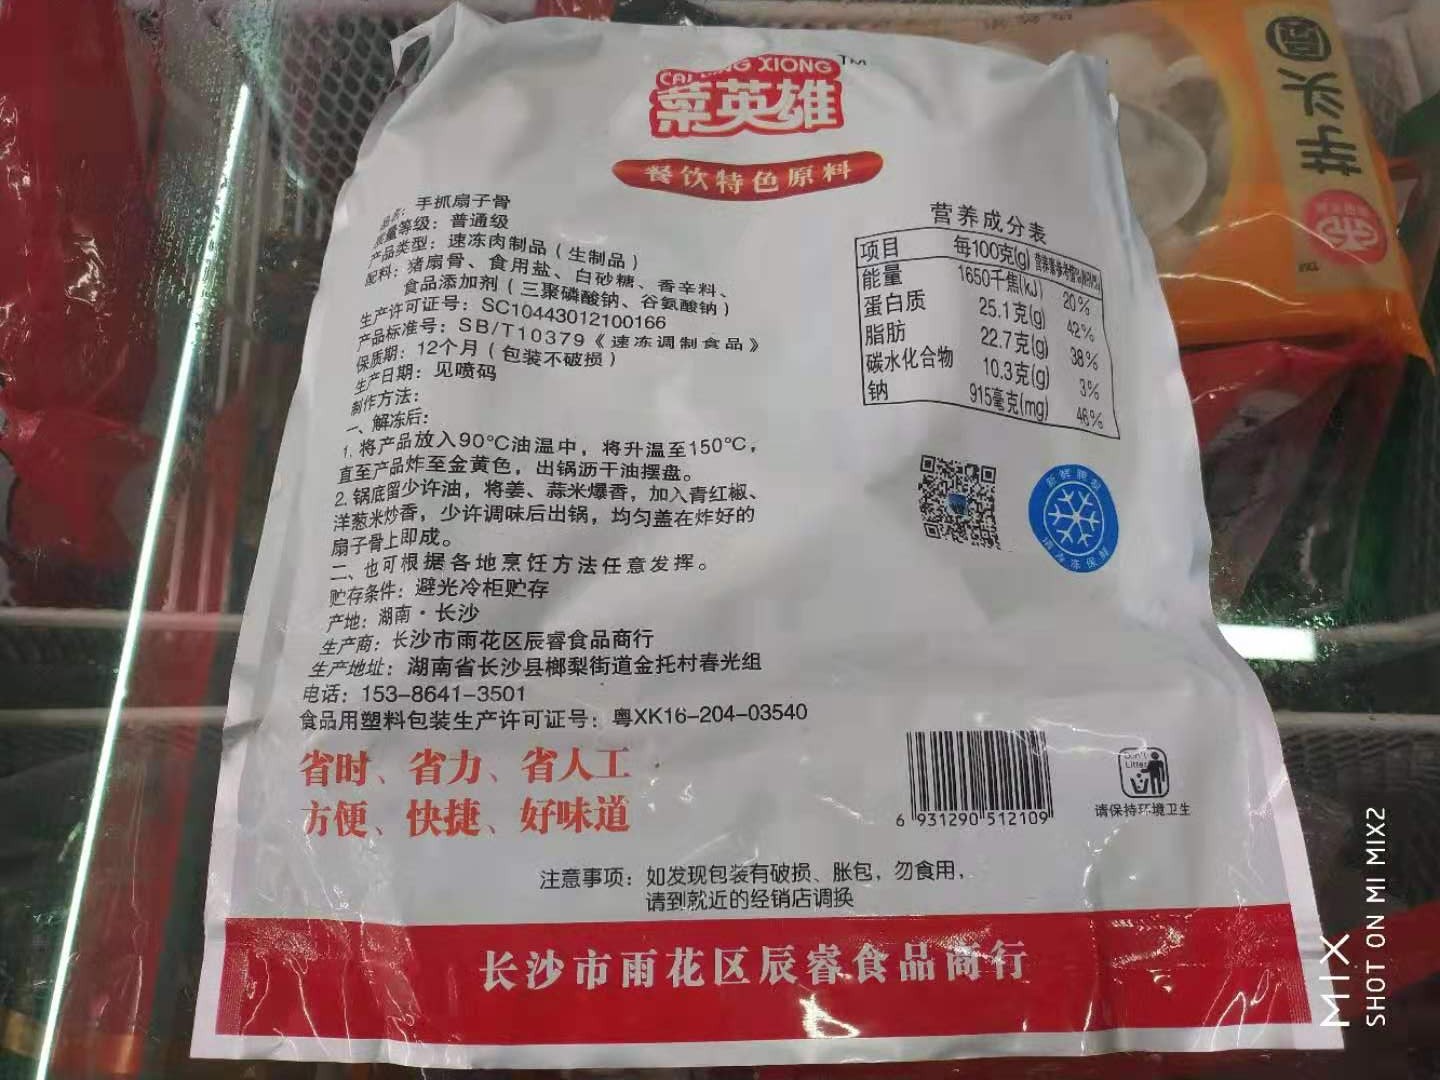 XIONG TM
菜英雄
餐饮特色原料
品名：手抓扇子骨
质量等级：普通级
产品类型：速冻肉制品（生制品）
配料：猪扇骨、食用盐、白砂糖、香辛料、
食品添加剂（三聚磷酸钠、谷氨酸钠）
生产许可证号：SC10443012100166
产品标准号：SB/T10379《速冻调制食品》
保质期：12个月（包装不破损）
生产日期：见喷码
制作方法：
一、解冻后：
1. 将产品放入90℃油温中，将升温至150℃，
直至产品炸至金黄色，出锅沥干油摆盘。
2. 锅底留少许油，将姜、蒜米爆香，加入青红椒、
洋葱米炒香，少许调味后出锅，均匀盖在炸好的
扇子骨上即成。
二、也可根据各地烹饪方法任意发挥。
贮存条件：避光冷柜贮存
产地：湖南·长沙
生产商：长沙市雨花区辰睿食品商行
生产地址：湖南省长沙县榔梨街道金托村春光组
电话：153-8641-3501
食品用塑料包装生产许可证号：粤XK16-204-03540
省时、省力、省人工
方便、快捷、好味道
营养成分表
项目 每100克(g) 营养素参考值%(NRV%)
能量 1650千焦(kJ) 20%
蛋白质 25.1克(g) 42%
脂肪 22.7克(g) 38%
碳水化合物 10.3克(g) 3%
钠 915毫克(mg) 46%
6 931290 512109
Don't
Litter
请保持环境卫生
注意事项：如发现包装有破损、胀包，勿食用，
请到就近的经销店调换
长沙市雨花区辰睿食品商行
MIX
SHOT ON MI MIX2